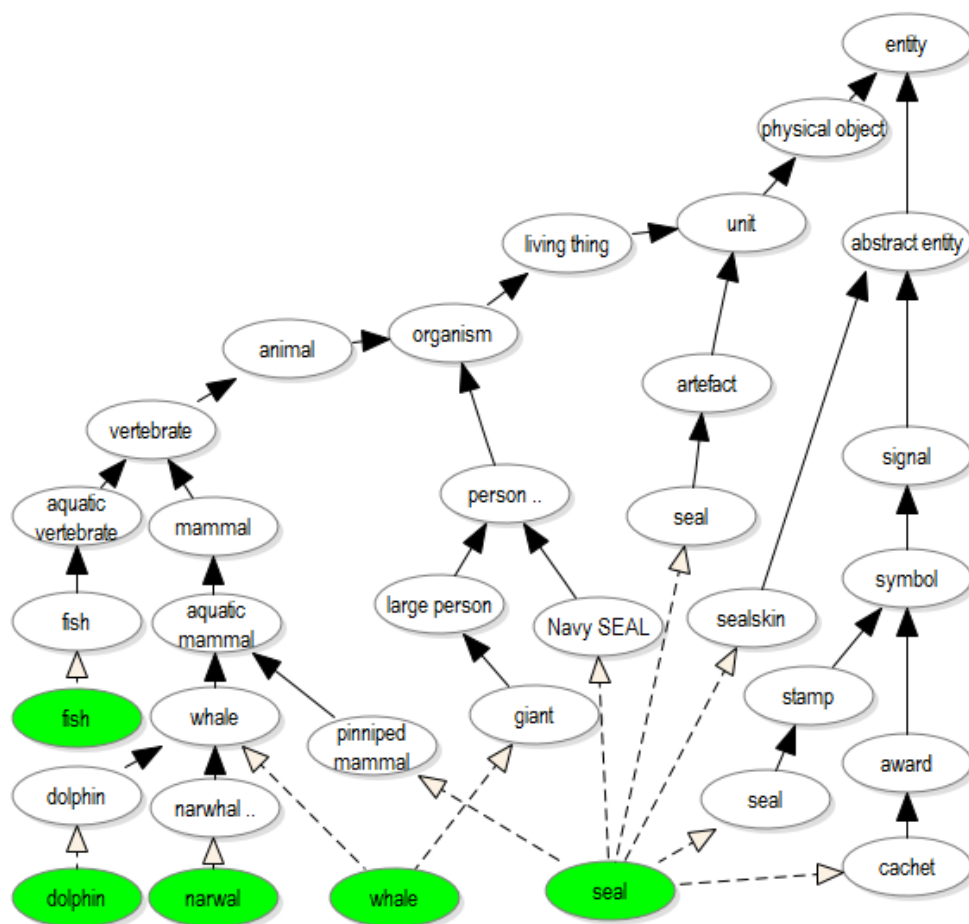 entity
physical object
unit
living thing
abstract entity
organism
animal
artefact
vertebrate
signal
person ..
aquatic
vertebrate
mammal
seal
symbol
fish
aquatic
mammal
large person
Navy SEAL
sealskin
stamp
fish
whale
giant
pinniped
mammal
award
dolphin
narwhal ..
seal
cachet
dolphin
narwal
whale
seal